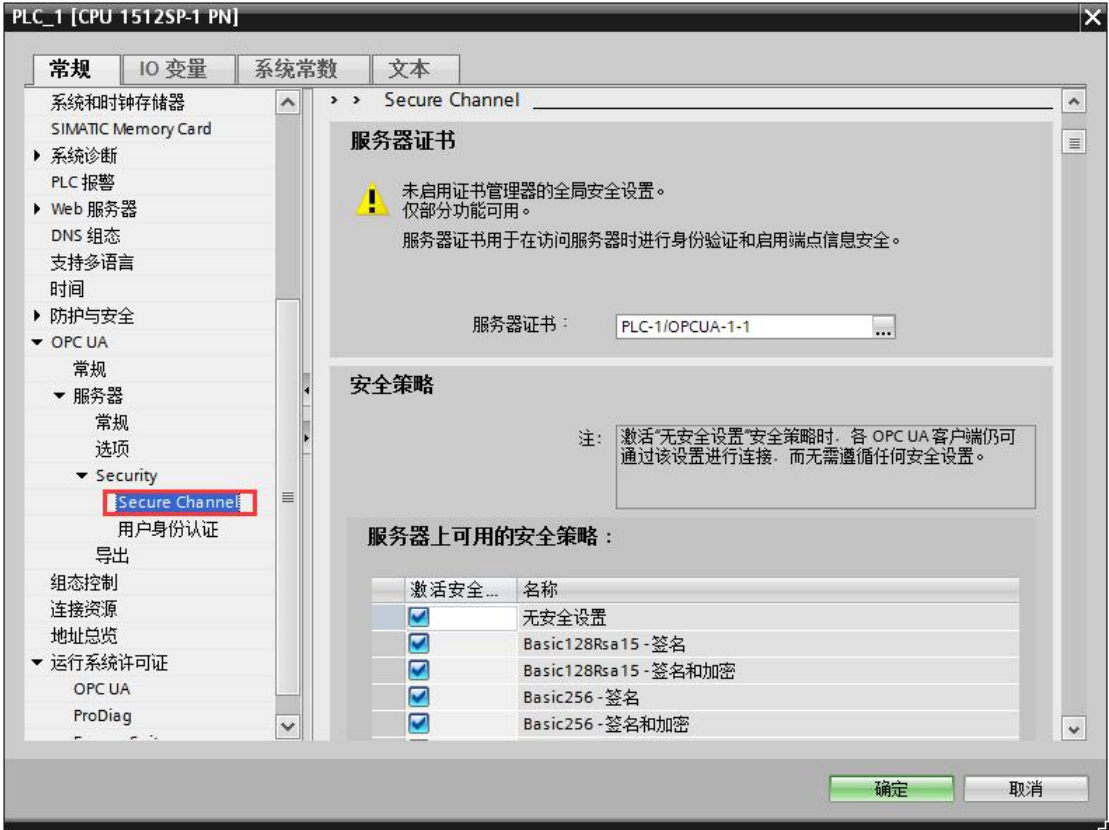 PLC_1 [CPU 1512SP-1 PN]
常规
IO 变量
系统常数
文本
系统和时钟存储器
SIMATIC Memory Card
系统诊断
PLC 报警
Web 服务器
DNS 组态
支持多语言
时间
防护与安全
OPC UA
常规
服务器
常规
选项
Security
Secure Channel
用户身份认证
导出
组态控制
连接资源
地址总览
运行系统许可证
OPC UA
ProDiag
> > Secure Channel
服务器证书
未启用证书管理器的全局安全设置。
仅部分功能可用。
服务器证书用于在访问服务器时进行身份验证和启用端点信息安全。
服务器证书:
PLC-1/OPCUA-1-1
...
安全策略
注:
激活“无安全设置”安全策略时，各 OPC UA 客户端仍可
通过该设置进行连接，而无需遵循任何安全设置。
服务器上可用的安全策略:
激活安全... 名称
无安全设置
Basic128Rsa15 -签名
Basic128Rsa15 -签名和加密
Basic256 -签名
Basic256 -签名和加密
确定
取消